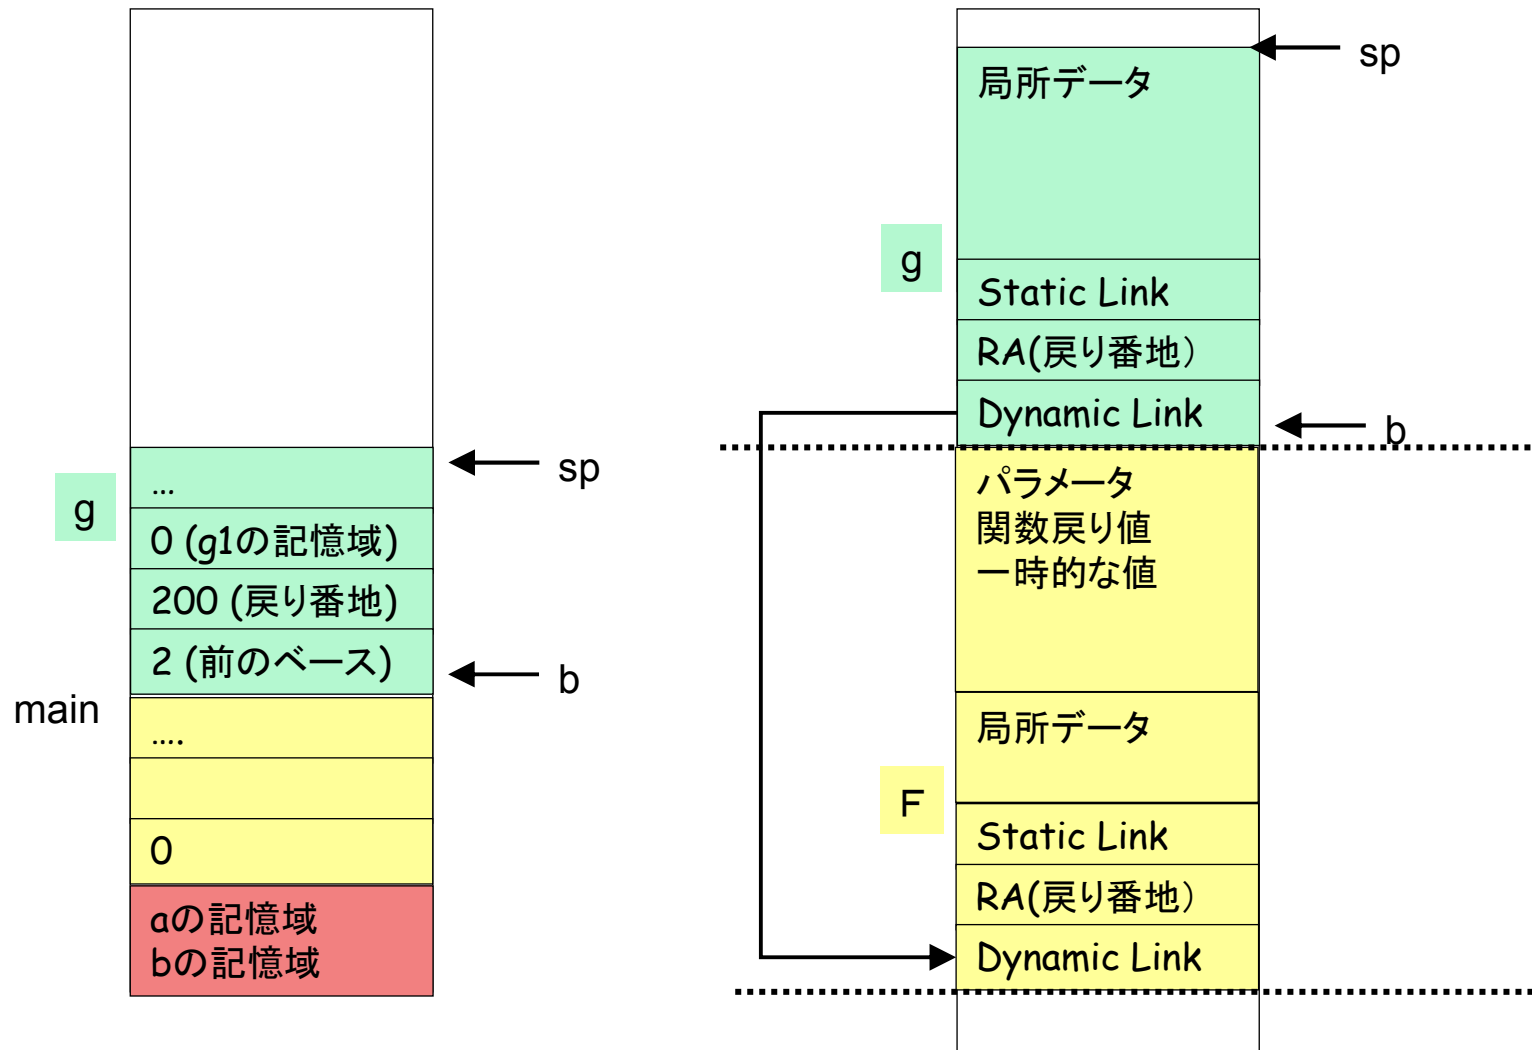 sp
g
...
0 (g1の記憶域)
200 (戻り番地)
2 (前のベース)
b
main
....
0
aの記憶域
bの記憶域
sp
局所データ
g
Static Link
RA(戻り番地)
Dynamic Link
b
パラメータ
関数戻り値
一時的な値
局所データ
F
Static Link
RA(戻り番地)
Dynamic Link